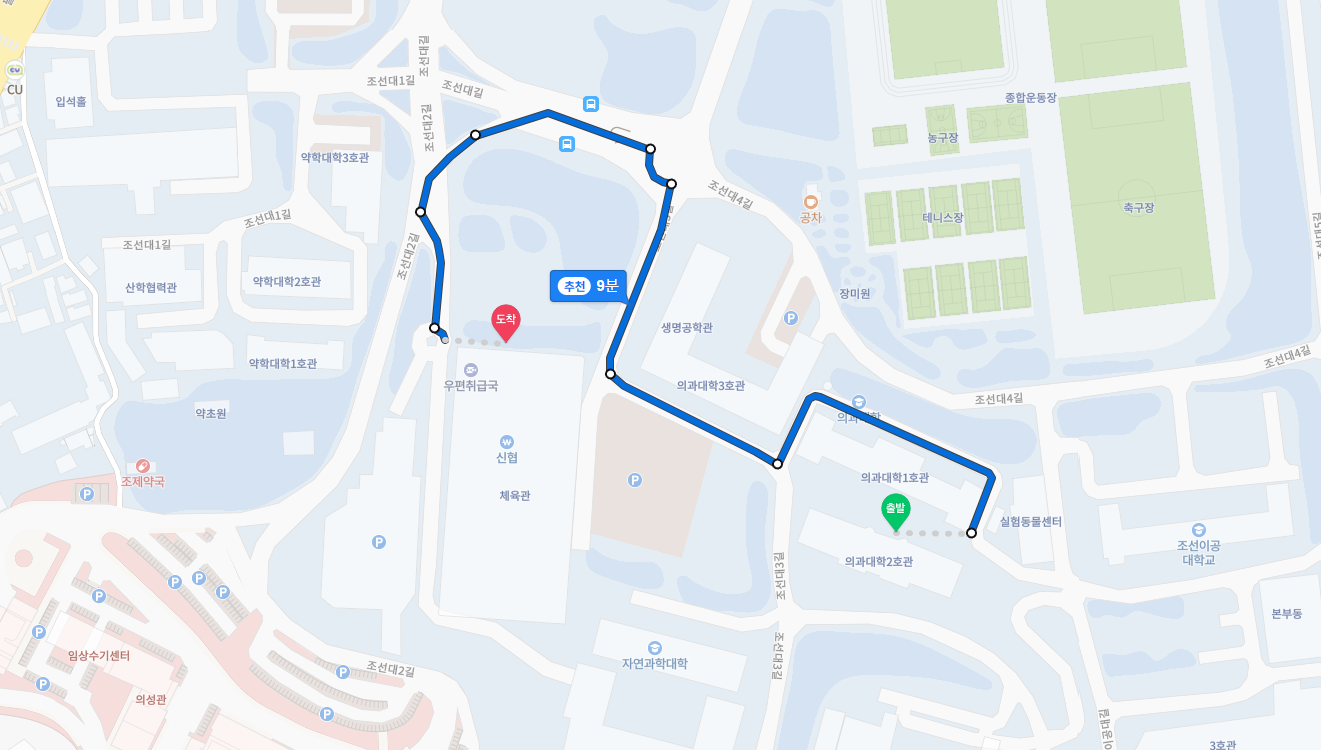 조선대길
조선대1길
조선대길
CU
CU
입석홀
종합운동장
조선대2길
농구장
약학대학3호관
조선대4길
공차
축구장
조선대1길
테니스장
조선대1길
조선대2길
약학대학2호관
산학협력관
추천 9분
장미원
도착
생명공학관
약학대학1호관
조선대4길
우편취급국
의과대학3호관
조선대4길
약초원
의과대학
신협
조제약국
의과대학1호관
체육관
P
P
P
출발
실험동물센터
P
조선이공
대학교
의과대학2호관
조선대3길
P
P
P
P
P
본부동
조선대3길
임상수기센터
자연과학대학
조선대2길
P
P
의성관
P
3호관